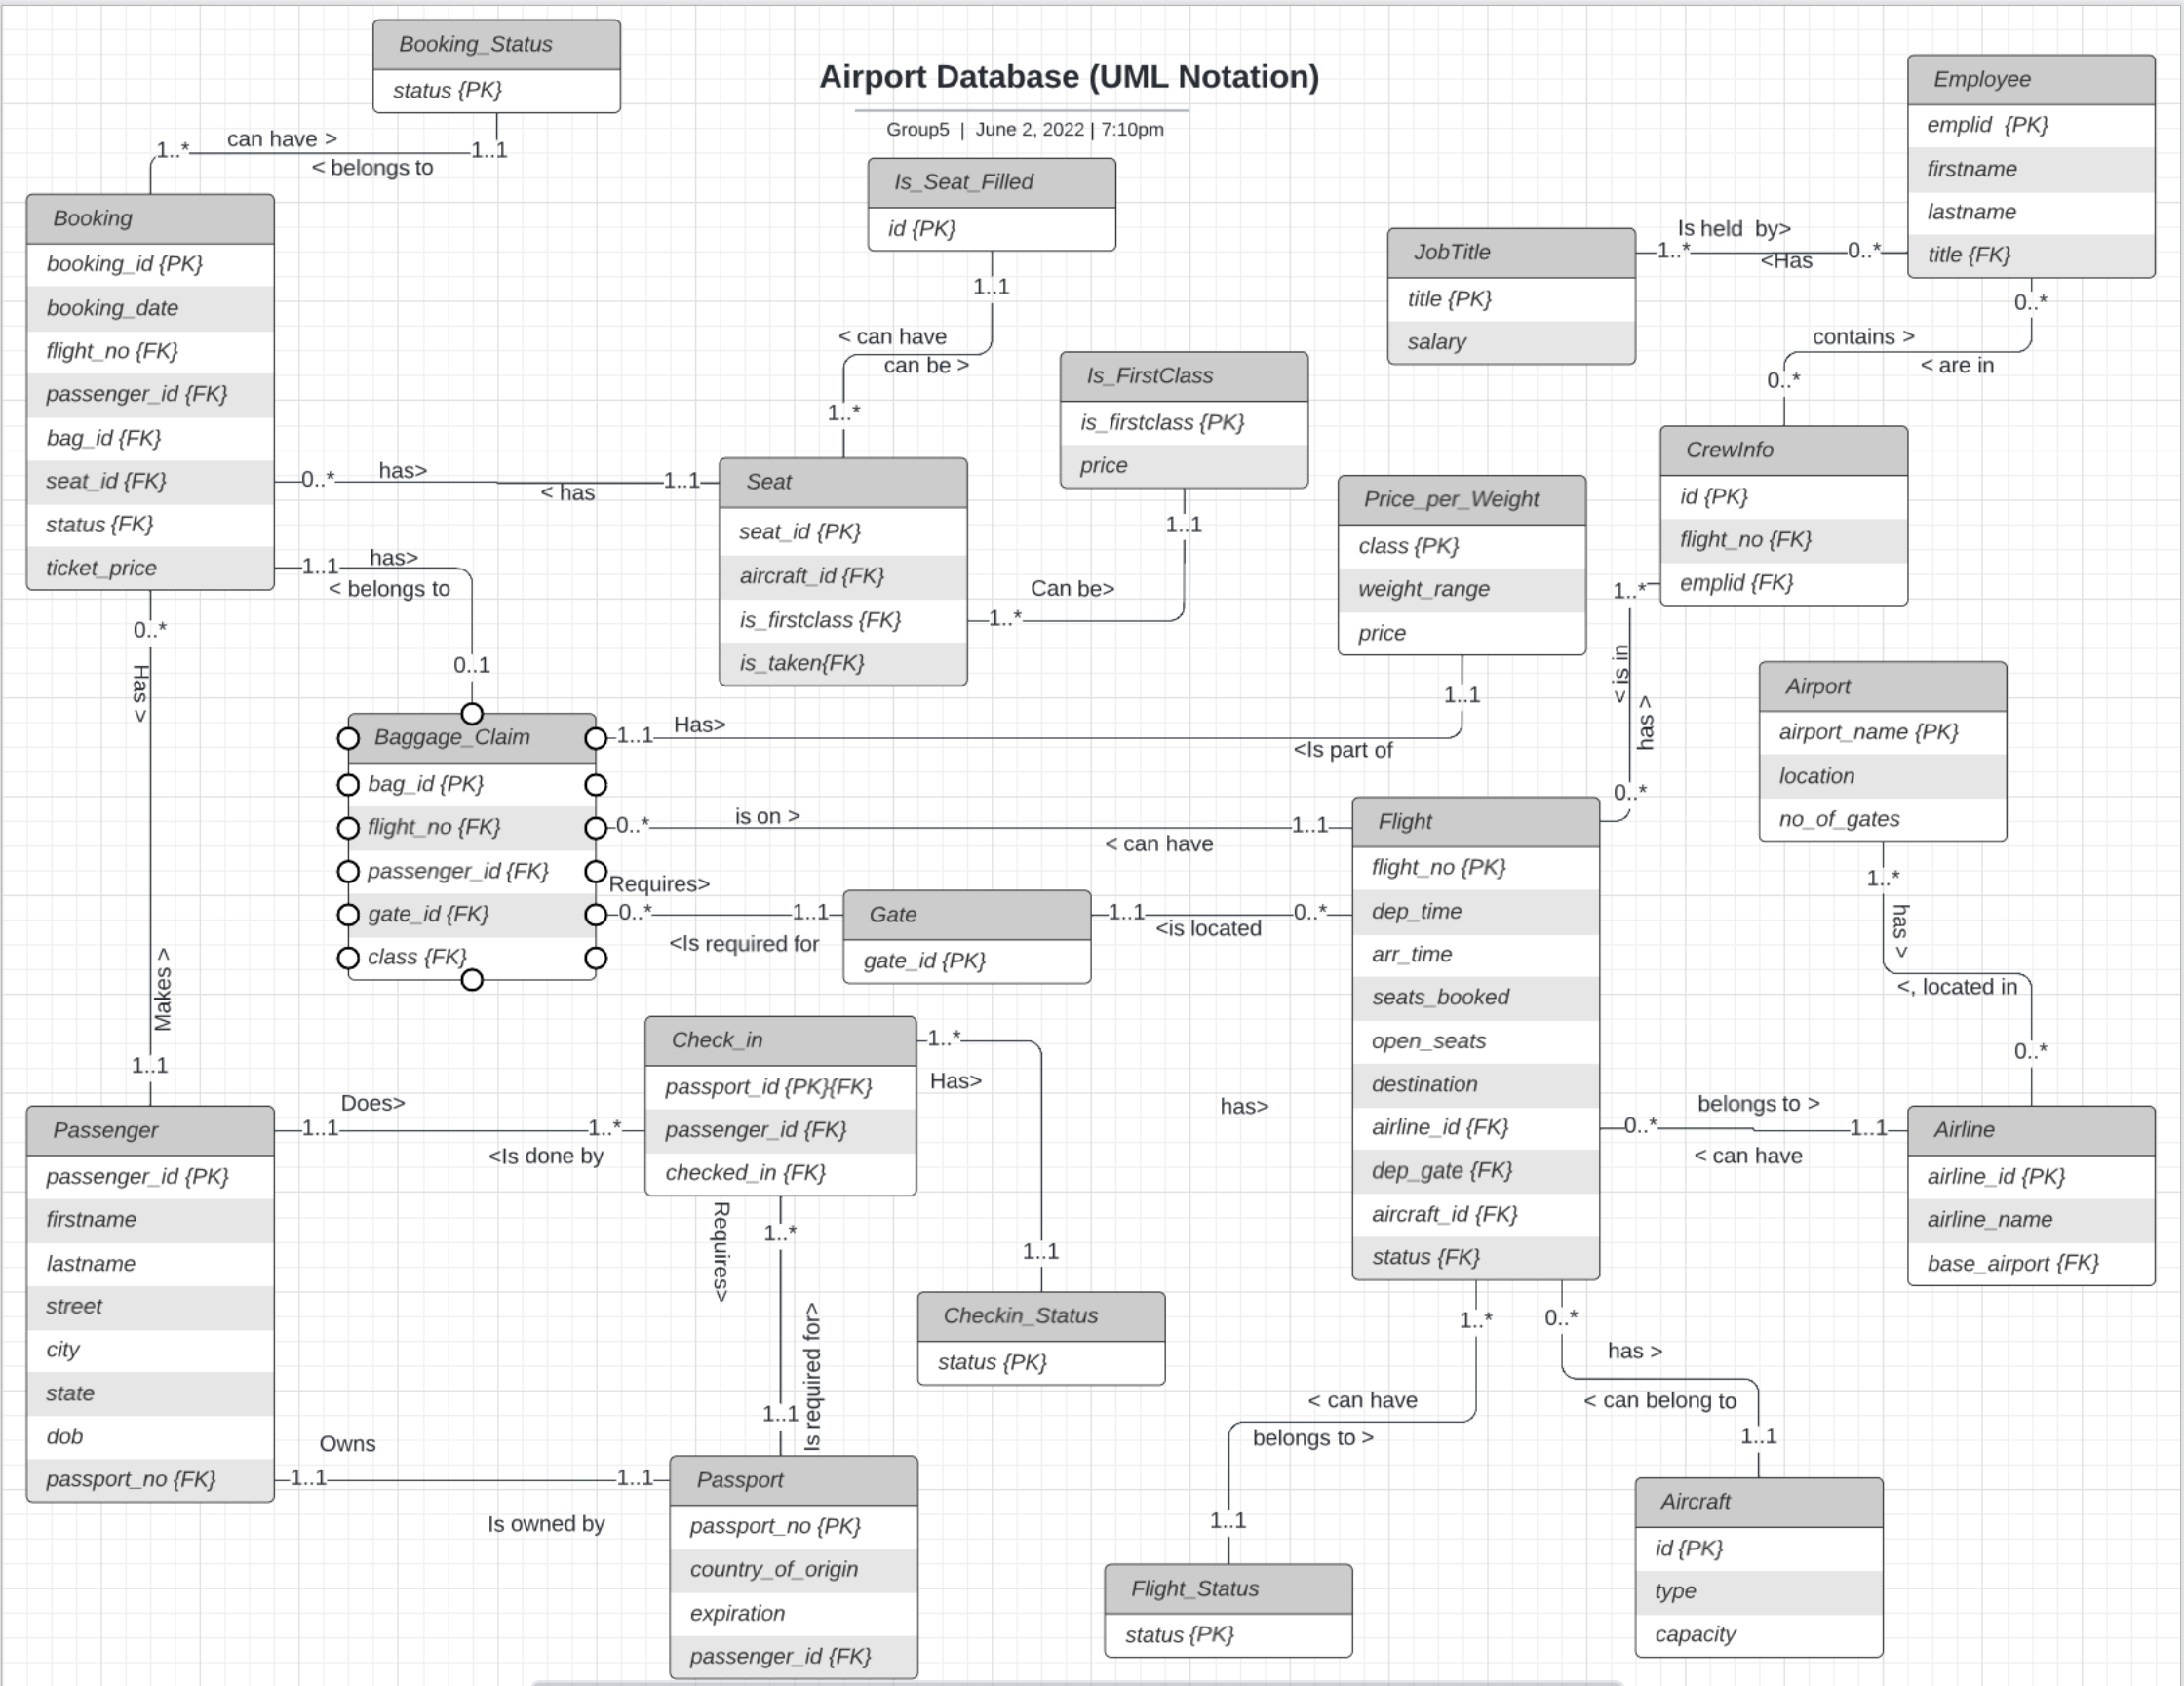 Airport Database (UML Notation)
Group5 | June 2, 2022 | 7:10pm
Booking_Status
status {PK}
1..*
can have >
< belongs to
1..1
Booking
booking_id {PK}
booking_date
flight_no {FK}
passenger_id {FK}
bag_id {FK}
seat_id {FK}
status {FK}
ticket_price
0..*
has>
< has
1..1
1..1
has>
< belongs to
0..1
0..*
Has >
Makes >
1..1
Is_Seat_Filled
id {PK}
1..1
< can have
can be >
1..*
Seat
seat_id {PK}
aircraft_id {FK}
is_firstclass {FK}
is_taken{FK}
1..*
Can be>
1..1
Is_FirstClass
is_firstclass {PK}
price
JobTitle
title {PK}
salary
1..*
Is held  by>
<Has
0..*
Employee
emplid  {PK}
firstname
lastname
title {FK}
0..*
contains >
< are in
0..*
CrewInfo
id {PK}
flight_no {FK}
emplid {FK}
1..*
< is in
has >
0..*
Price_per_Weight
class {PK}
weight_range
price
1..1
Baggage_Claim
bag_id {PK}
flight_no {FK}
passenger_id {FK}
gate_id {FK}
class {FK}
1..1
Has>
<Is part of
0..*
is on >
< can have
1..1
Requires>
0..*
<Is required for
1..1
Gate
gate_id {PK}
1..1
<is located
0..*
Airport
airport_name {PK}
location
no_of_gates
1..*
has >
<, located in
0..*
Flight
flight_no {PK}
dep_time
arr_time
seats_booked
open_seats
destination
airline_id {FK}
dep_gate {FK}
aircraft_id {FK}
status {FK}
has>
0..*
belongs to >
< can have
1..1
Airline
airline_id {PK}
airline_name
base_airport {FK}
Check_in
passport_id {PK}{FK}
passenger_id {FK}
checked_in {FK}
1..*
Has>
1..1
Checkin_Status
status {PK}
Passenger
passenger_id {PK}
firstname
lastname
street
city
state
dob
passport_no {FK}
1..1
Does>
<Is done by
1..*
Requires>
1..*
Is required for>
1..1
Owns
1..1
1..1
Is owned by
Passport
passport_no {PK}
country_of_origin
expiration
passenger_id {FK}
1..*
< can have
belongs to >
1..1
Flight_Status
status {PK}
0..*
has >
< can belong to
1..1
Aircraft
id {PK}
type
capacity